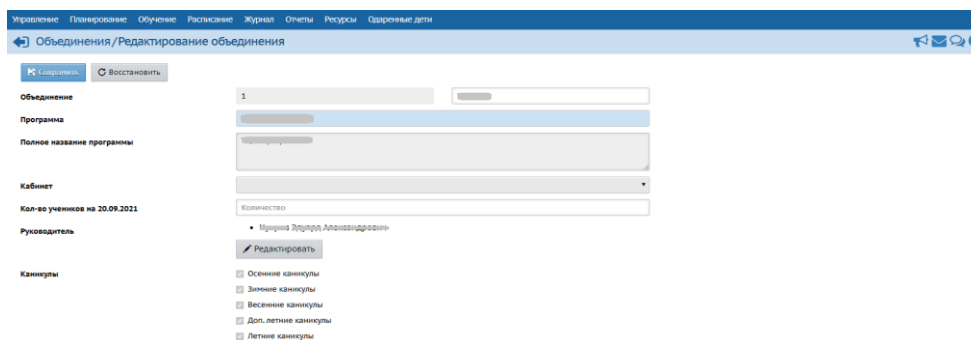 Управление Планирование Обучение Расписание Журнал Отчеты Ресурсы Одаренные дети
Объединения/Редактирование объединения
Сохранить Восстановить
Объединение 1
Программа
Полное название программы
Кабинет
Кол-во учеников на 20.09.2021 Количество
Руководитель
Редактировать
Каникулы Осенние каникулы
Зимние каникулы
Весенние каникулы
Доп. летние каникулы
Летние каникулы